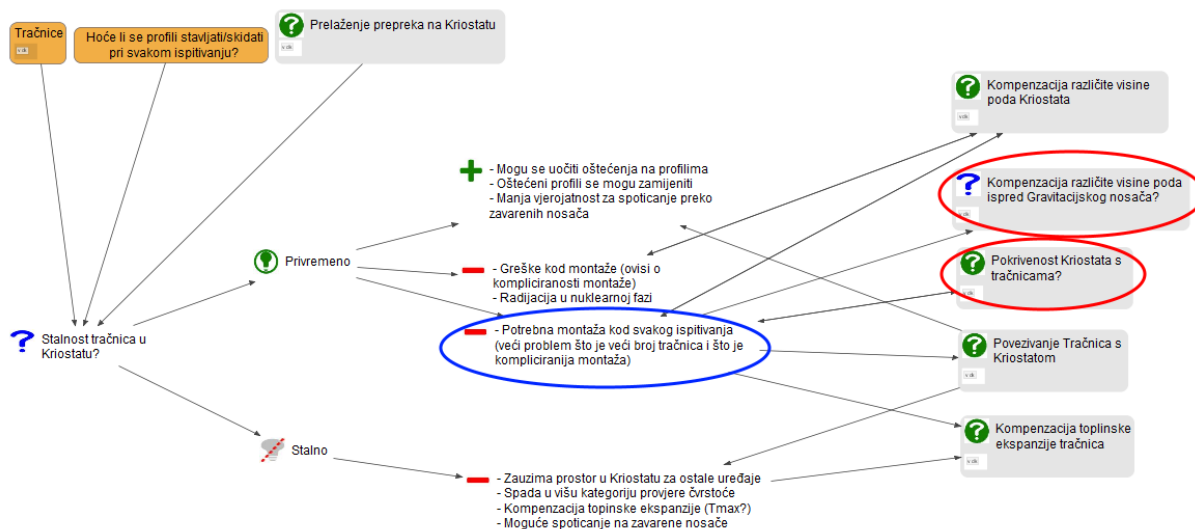 Tračnice
Hoće li se profili stavljati/skidati
pri svakom ispitivanju?
Prelaženje prepreka na Kriostatu
Kompenzacija različite visine
poda Kriostata
- Mogu se uočiti oštećenja na profilima
- Oštećeni profili se mogu zamijeniti
- Manja vjerojatnost za spoticanje preko
zavarenih nosača
Kompenzacija različite visine poda
ispred Gravitacijskog nosača?
Privremeno
- Greške kod montaže (ovisi o
kompliciranosti montaže)
- Radijacija u nuklearnoj fazi
Pokrivenost Kriostata s
tračnicama?
Stalnost tračnica u
Kriostatu?
- Potrebna montaža kod svakog ispitivanja
(veći problem što je veći broj tračnica i što je
kompliciranija montaža)
Povezivanje Tračnica s
Kriostatom
Stalno
Kompenzacija toplinske
ekspanzije tračnica
- Zauzima prostor u Kriostatu za ostale uređaje
- Spada u višu kategoriju provjere čvrstoće
- Kompenzacija topinske ekspanzije (Tmax?)
- Moguće spoticanje na zavarene nosače